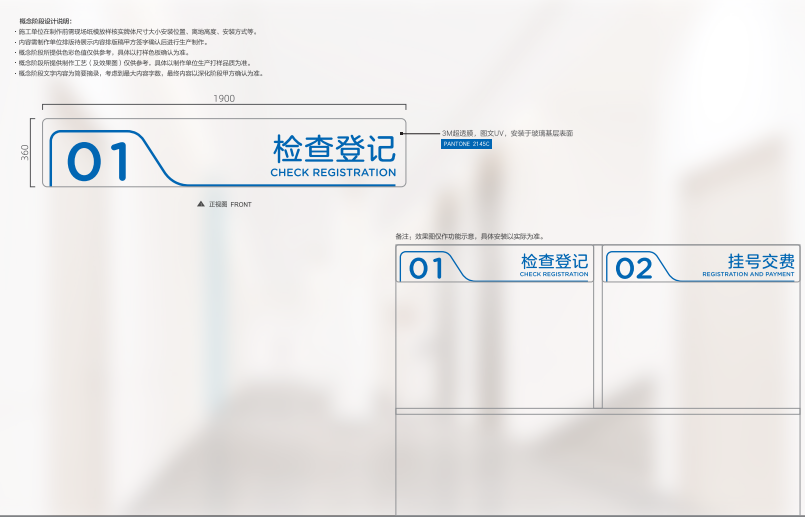 概念阶段设计说明：
· 施工单位在制作前需现场纸模放样核实牌体尺寸大小安装位置、离地高度、安装方式等。
· 内容需制作单位排版待展示内容排版稿甲方签字确认后进行生产制作。
· 概念阶段所提供色彩色值仅供参考，具体以打样色板确认为准。
· 概念阶段所提供制作工艺（及效果图）仅供参考，具体以制作单位生产打样品质为准。
· 概念阶段文字内容为简要摘录，考虑到最大内容字数，最终内容以深化阶段甲方确认为准。
1900
360
01
检查登记
CHECK REGISTRATION
3M超透膜，图文UV，安装于玻璃基层表面
PANTONE 2145C
正视图 FRONT
备注：效果图仅作功能示意，具体安装以实际为准。
01
检查登记
CHECK REGISTRATION
02
挂号交费
REGISTRATION AND PAYMENT